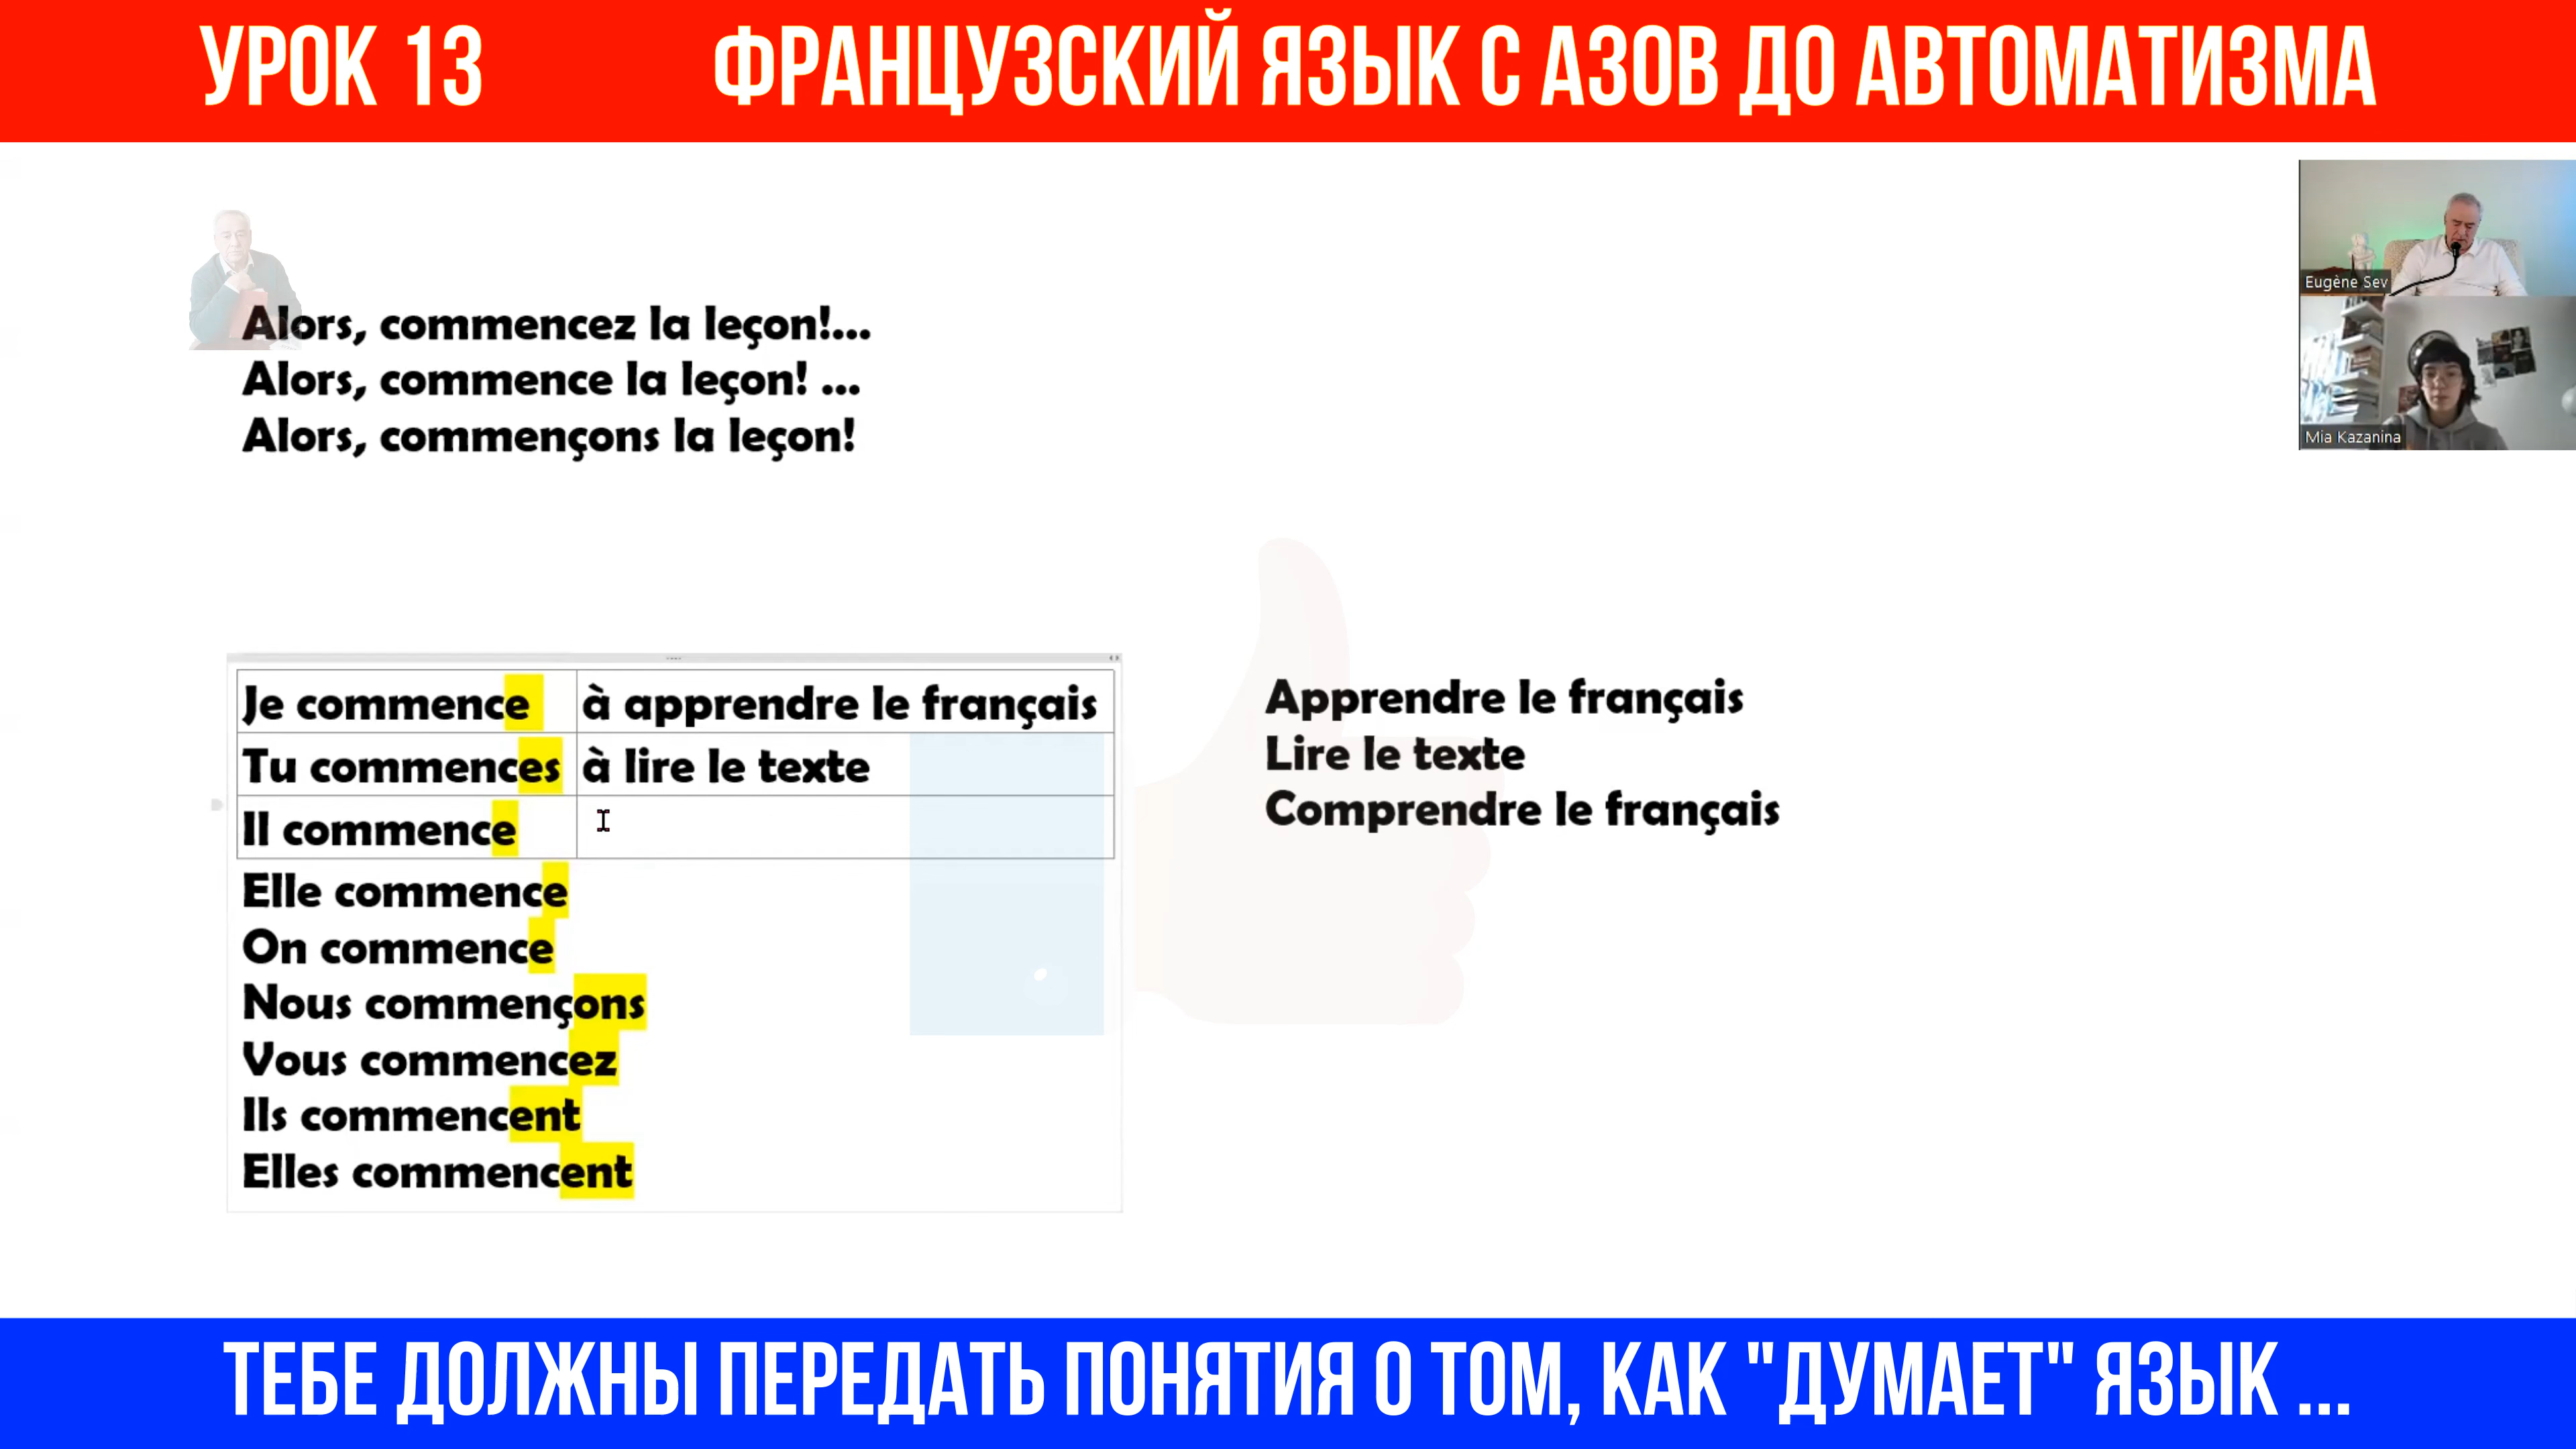 УРОК 13 ФРАНЦУЗСКИЙ ЯЗЫК С АЗОВ ДО АВТОМАТИЗМА
Eugène Sev
Mia Kazanina
Alors, commencez la leçon!...
Alors, commence la leçon! ...
Alors, commençons la leçon!
Je commence à apprendre le français
Tu commences à lire le texte
Il commence
Elle commence
On commence
Nous commençons
Vous commencez
Ils commencent
Elles commencent
Apprendre le français
Lire le texte
Comprendre le français
ТЕБЕ ДОЛЖНЫ ПЕРЕДАТЬ ПОНЯТИЯ О ТОМ, КАК "ДУМАЕТ" ЯЗЫК ...